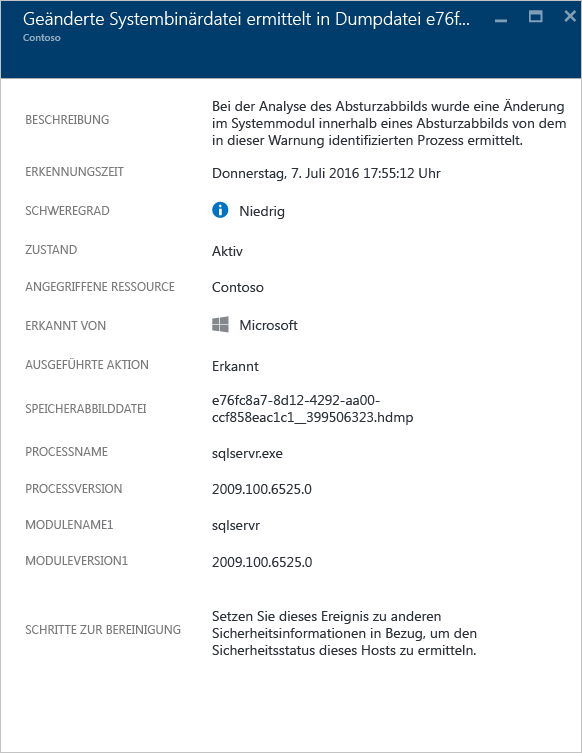 Geänderte Systembinärdatei ermittelt in Dumpdatei e76f...
Contoso
BESCHREIBUNG
Bei der Analyse des Absturzabbilds wurde eine Änderung
im Systemmodul innerhalb eines Absturzabbilds von dem
in dieser Warnung identifizierten Prozess ermittelt.
ERKENNUNGSZEIT
Donnerstag, 7. Juli 2016 17:55:12 Uhr
SCHWEREGRAD
Niedrig
ZUSTAND
Aktiv
ANGEGRIFFENE RESSOURCE
Contoso
ERKANNT VON
Microsoft
AUSGEFÜHRTE AKTION
Erkannt
SPEICHERABBILDDATEI
e76fc8a7-8d12-4292-aa00-
ccf858eac1c1__399506323.hdmp
PROCESSNAME
sqlservr.exe
PROCESSVERSION
2009.100.6525.0
MODULENAME1
sqlservr
MODULEVERSION1
2009.100.6525.0
SCHRITTE ZUR BEREINIGUNG
Setzen Sie dieses Ereignis zu anderen
Sicherheitsinformationen in Bezug, um den
Sicherheitsstatus dieses Hosts zu ermitteln.